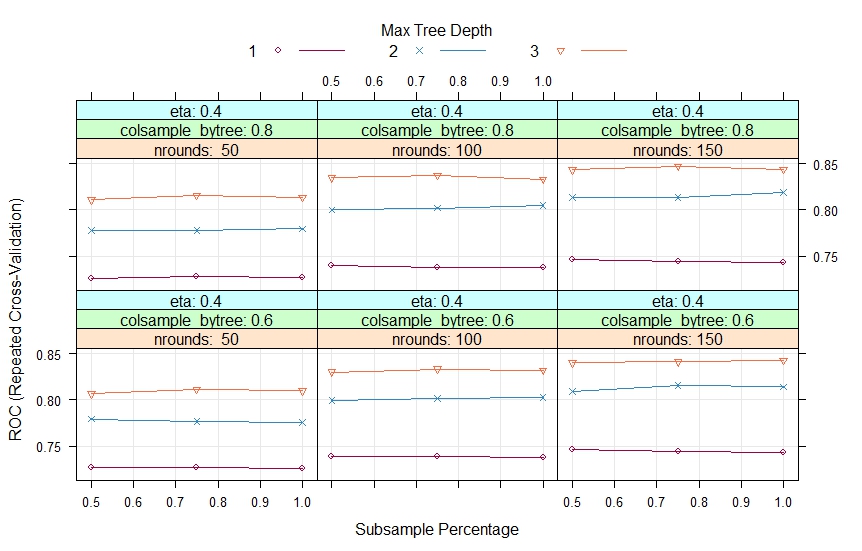 Max Tree Depth
1 2 3
0.5 0.6 0.7 0.8 0.9 1.0
eta: 0.4 eta: 0.4 eta: 0.4
colsample_bytree: 0.8 colsample_bytree: 0.8 colsample_bytree: 0.8
nrounds: 50 nrounds: 100 nrounds: 150
0.85
0.80
0.75
eta: 0.4 eta: 0.4 eta: 0.4
colsample_bytree: 0.6 colsample_bytree: 0.6 colsample_bytree: 0.6
nrounds: 50 nrounds: 100 nrounds: 150
0.85
0.80
0.75
ROC (Repeated Cross-Validation)
0.5 0.6 0.7 0.8 0.9 1.0 0.5 0.6 0.7 0.8 0.9 1.0
Subsample Percentage